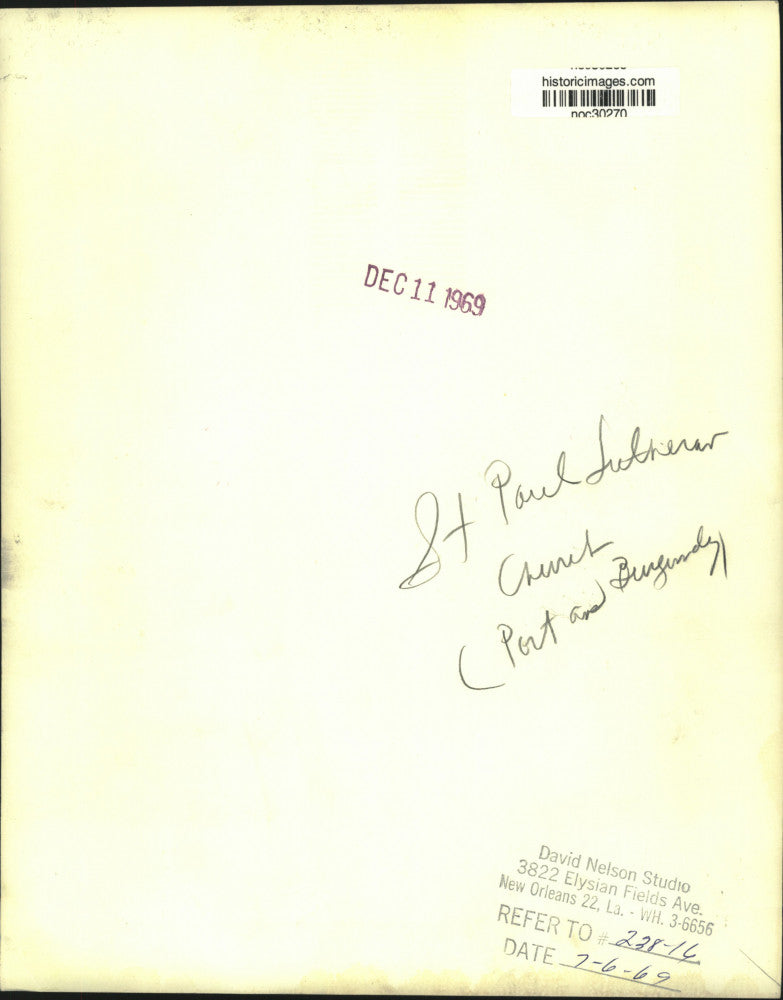 historicimages.com
noc30270
DEC 11 1969
St Paul Lutheran
Church
(Port and Burgundy)
David Nelson Studio
3822 Elysian Fields Ave.
New Orleans 22, La. - WH. 3-6656
REFER TO # 238-16
DATE 7-6-69